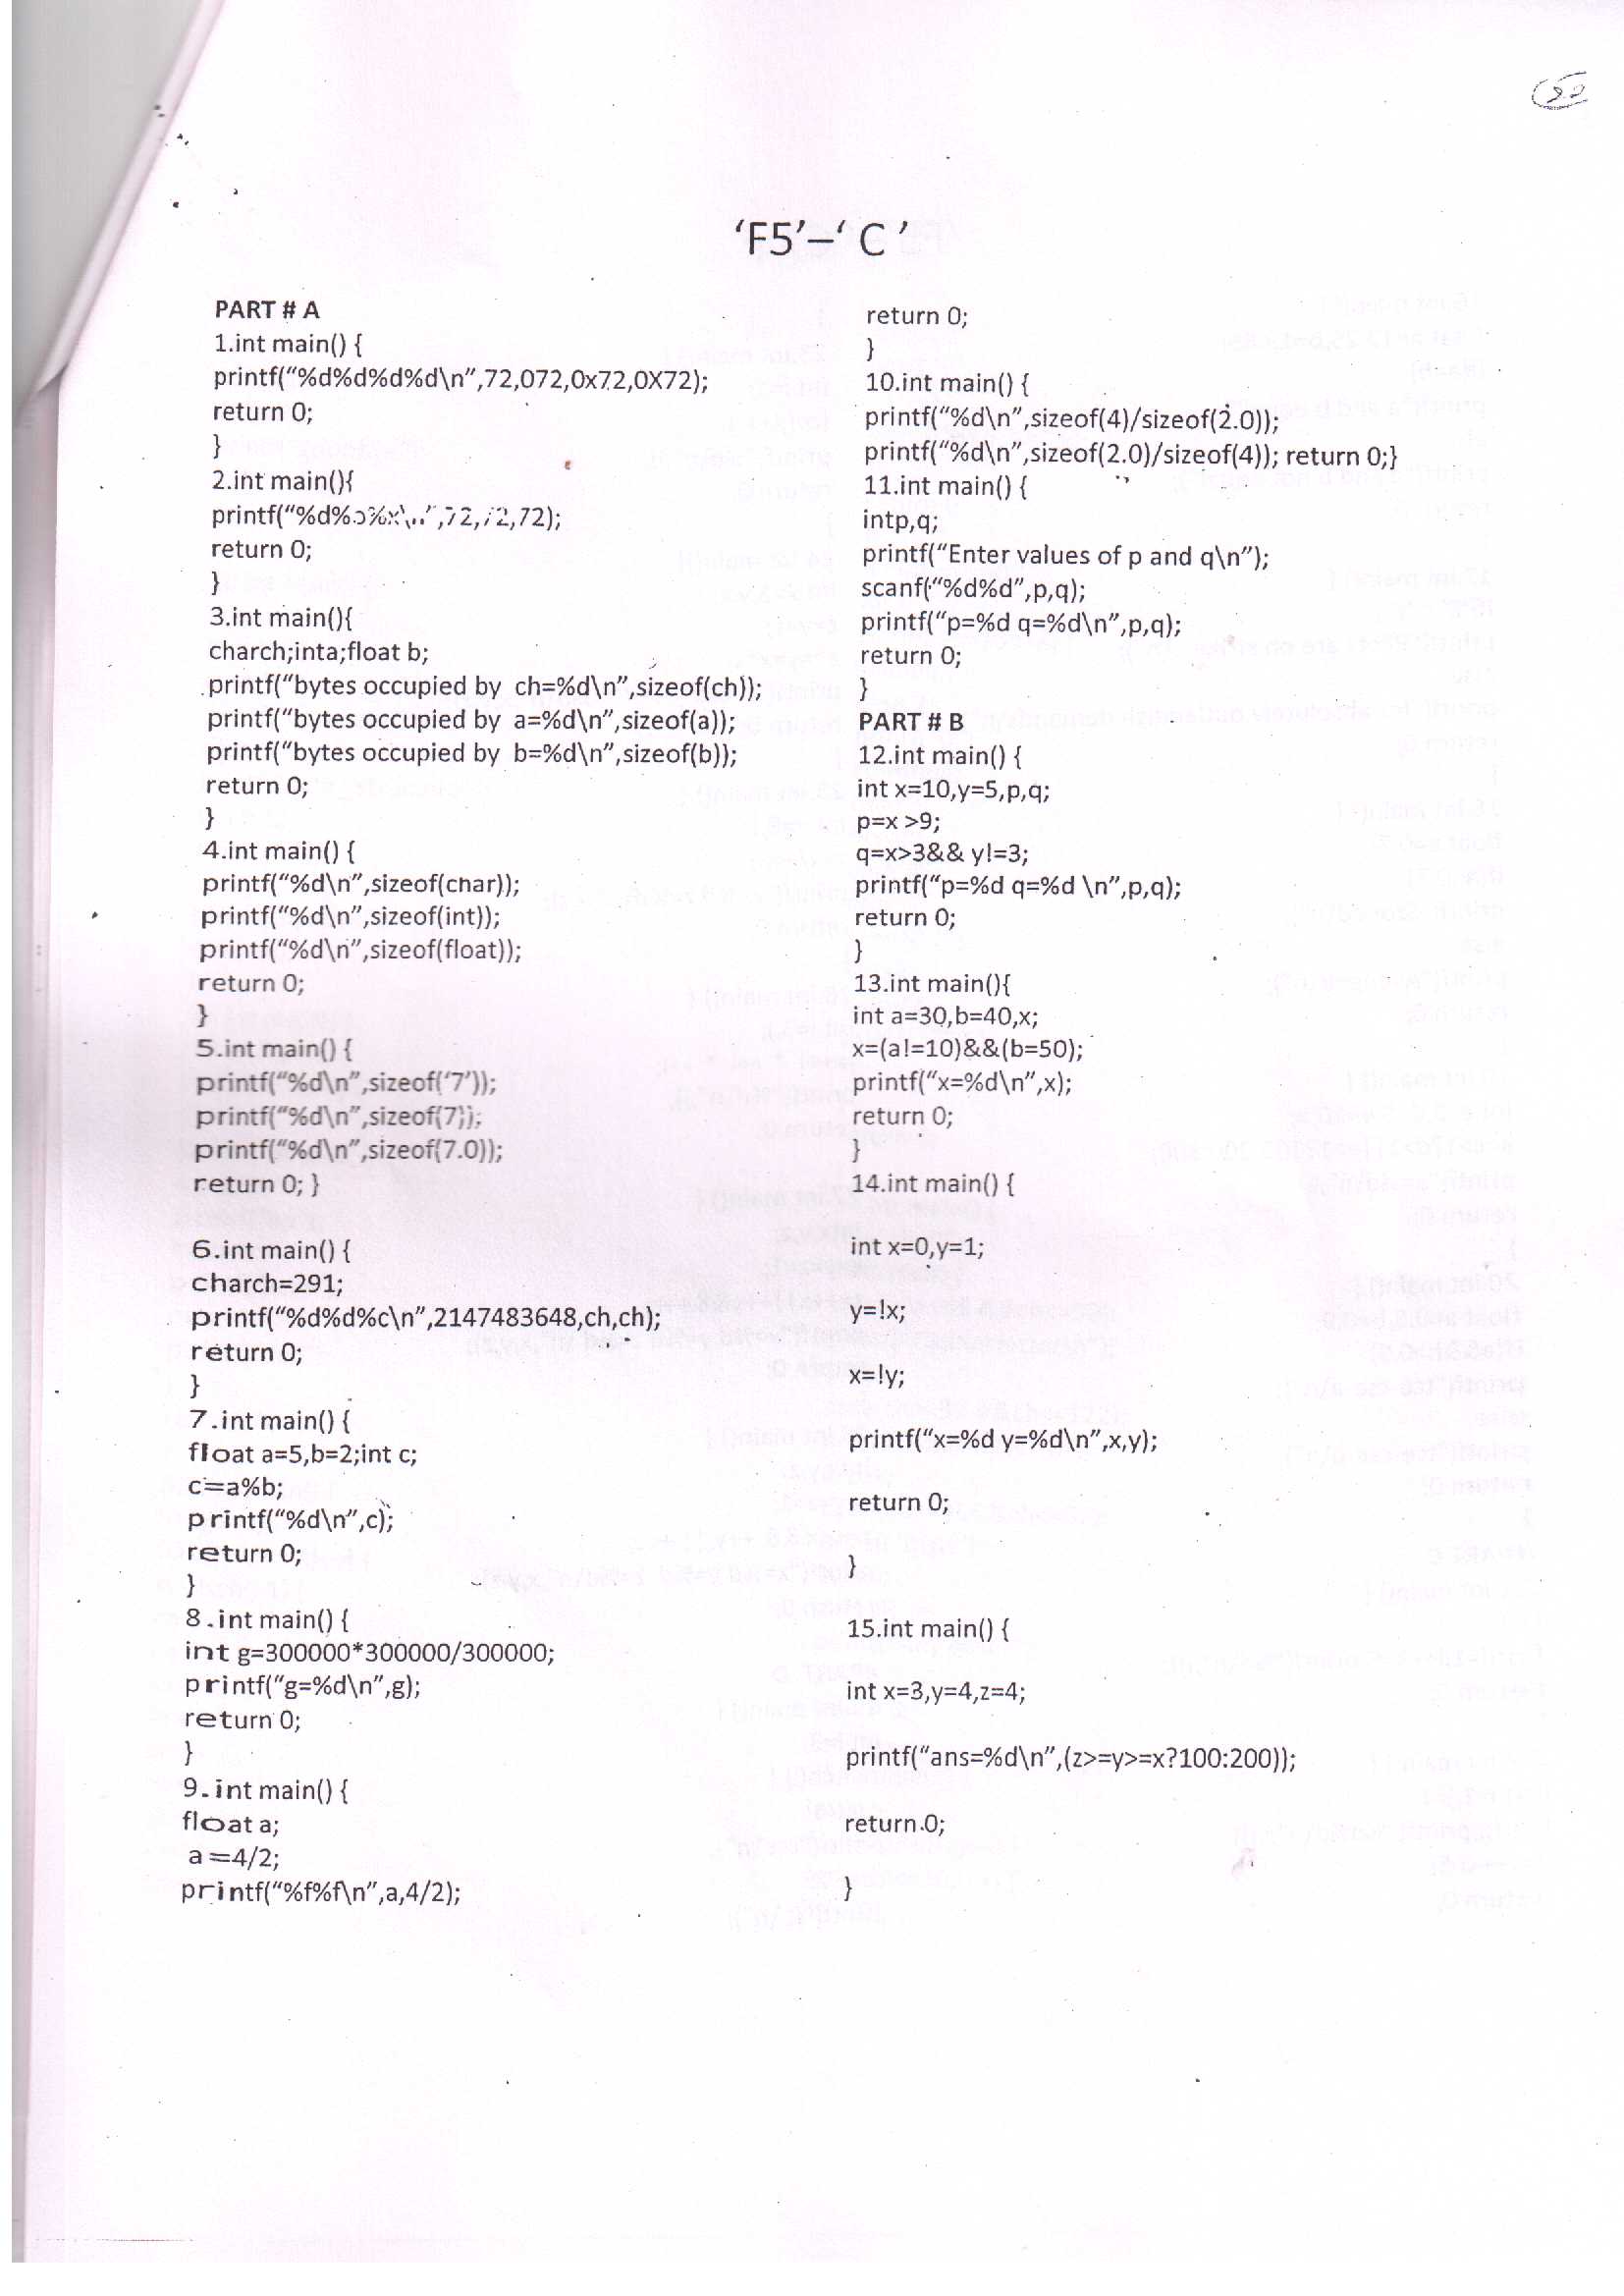 ‘F5’–‘ C ’
PART # A
1.int main() {
printf(“%d%d%d%d\n”,72,072,0x72,0X72);
return 0;
}
2.int main(){
printf(“%d%o%x\n”,72,72,72);
return 0;
}
3.int main(){
charch;inta;float b;
printf(“bytes occupied by ch=%d\n”,sizeof(ch));
printf(“bytes occupied by a=%d\n”,sizeof(a));
printf(“bytes occupied by b=%d\n”,sizeof(b));
return 0;
}
4.int main() {
printf(“%d\n”,sizeof(char));
printf(“%d\n”,sizeof(int));
printf(“%d\n”,sizeof(float));
return 0;
}
5.int main() {
printf(“%d\n”,sizeof(‘7’));
printf(“%d\n”,sizeof(7));
printf(“%d\n”,sizeof(7.0));
return 0; }
6.int main() {
charch=291;
printf(“%d%d%c\n”,2147483648,ch,ch);
return 0;
}
7.int main() {
float a=5,b=2;int c;
c=a%b;
printf(“%d\n”,c);
return 0;
}
8.int main() {
int g=300000*300000/300000;
printf(“g=%d\n”,g);
return 0;
}
9.int main() {
float a;
a=4/2;
printf(“%f%f\n”,a,4/2);
return 0;
}
10.int main() {
printf(“%d\n”,sizeof(4)/sizeof(2.0));
printf(“%d\n”,sizeof(2.0)/sizeof(4)); return 0;}
11.int main() {
intp,q;
printf(“Enter values of p and q\n”);
scanf(“%d%d”,p,q);
printf(“p=%d q=%d\n”,p,q);
return 0;
}
PART # B
12.int main() {
int x=10,y=5,p,q;
p=x >9;
q=x>3&& y!=3;
printf(“p=%d q=%d \n”,p,q);
return 0;
}
13.int main(){
int a=30,b=40,x;
x=(a!=10)&&(b=50);
printf(“x=%d\n”,x);
return 0;
}
14.int main() {
int x=0,y=1;
y=!x;
x=!y;
printf(“x=%d y=%d\n”,x,y);
return 0;
}
15.int main() {
int x=3,y=4,z=4;
printf(“ans=%d\n”,(z>=y>=x?100:200));
return 0;
}